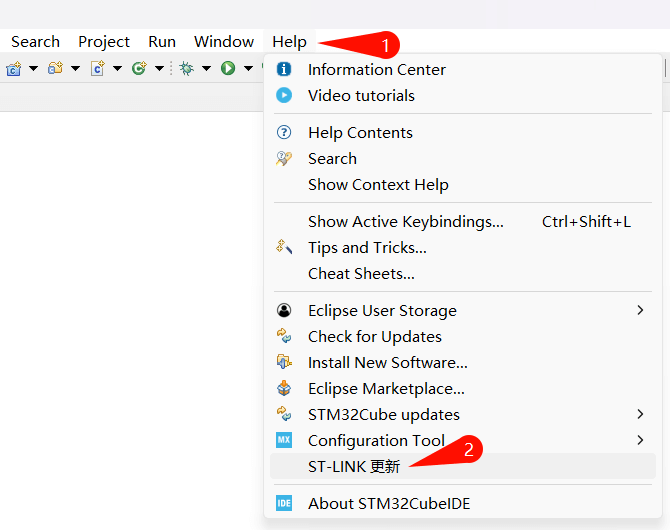 Search Project Run Window Help
1
Information Center
Video tutorials
Help Contents
Search
Show Context Help
Show Active Keybindings... Ctrl+Shift+L
Tips and Tricks...
Cheat Sheets...
Eclipse User Storage
Check for Updates
Install New Software...
Eclipse Marketplace...
STM32Cube updates
MX Configuration Tool
2
ST-LINK 更新
IDE About STM32CubeIDE